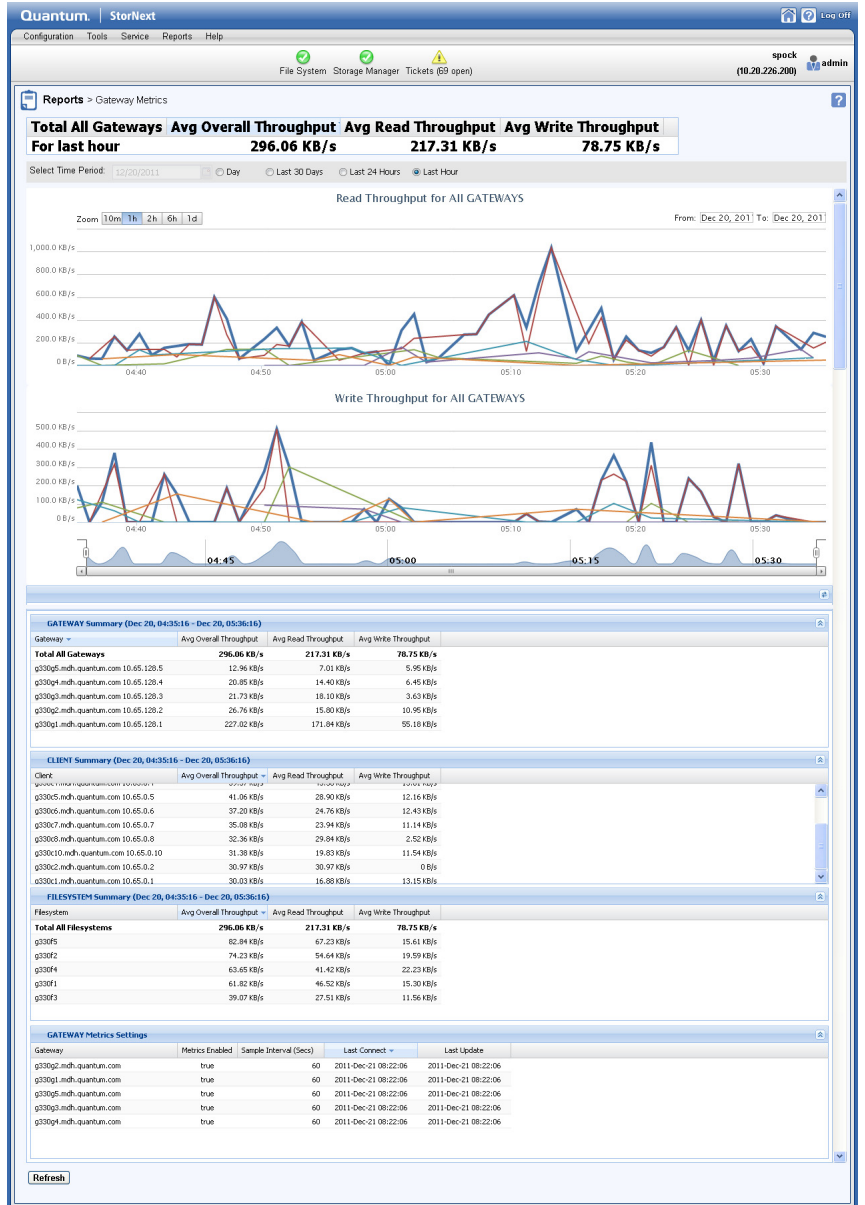 Quantum. | StorNext
Log Off
Configuration Tools Service Reports Help
File System Storage Manager Tickets (69 open)
spock
(10.20.226.200)
admin
Reports > Gateway Metrics
Total All Gateways Avg Overall Throughput Avg Read Throughput Avg Write Throughput
For last hour 296.06 KB/s 217.31 KB/s 78.75 KB/s
Select Time Period: 12/20/2011 Day Last 30 Days Last 24 Hours Last Hour
Read Throughput for All GATEWAYS
Zoom 10m 1h 2h 6h 1d From: Dec 20, 201 To: Dec 20, 201
1,000.0 KB/s
800.0 KB/s
600.0 KB/s
400.0 KB/s
200.0 KB/s
0 B/s
04:40 04:50 05:00 05:10 05:20 05:30
Write Throughput for All GATEWAYS
500.0 KB/s
400.0 KB/s
300.0 KB/s
200.0 KB/s
100.0 KB/s
0 B/s
04:40 04:50 05:00 05:10 05:20 05:30
04:45 05:00 05:15 05:30
GATEWAY Summary (Dec 20, 04:35:16 - Dec 20, 05:36:16)
Gateway Avg Overall Throughput Avg Read Throughput Avg Write Throughput
Total All Gateways 296.06 KB/s 217.31 KB/s 78.75 KB/s
g330g5.mdh.quantum.com 10.65.128.5 12.96 KB/s 7.01 KB/s 5.95 KB/s
g330g4.mdh.quantum.com 10.65.128.4 20.85 KB/s 14.40 KB/s 6.45 KB/s
g330g3.mdh.quantum.com 10.65.128.3 21.73 KB/s 18.10 KB/s 3.63 KB/s
g330g2.mdh.quantum.com 10.65.128.2 26.76 KB/s 15.80 KB/s 10.95 KB/s
g330g1.mdh.quantum.com 10.65.128.1 227.02 KB/s 171.84 KB/s 55.18 KB/s
CLIENT Summary (Dec 20, 04:35:16 - Dec 20, 05:36:16)
Client Avg Overall Throughput Avg Read Throughput Avg Write Throughput
g330c5.mdh.quantum.com 10.65.0.5 41.06 KB/s 28.90 KB/s 12.16 KB/s
g330c6.mdh.quantum.com 10.65.0.6 37.20 KB/s 24.76 KB/s 12.43 KB/s
g330c7.mdh.quantum.com 10.65.0.7 35.08 KB/s 23.94 KB/s 11.14 KB/s
g330c8.mdh.quantum.com 10.65.0.8 32.36 KB/s 29.84 KB/s 2.52 KB/s
g330c10.mdh.quantum.com 10.65.0.10 31.38 KB/s 19.83 KB/s 11.54 KB/s
g330c2.mdh.quantum.com 10.65.0.2 30.97 KB/s 30.97 KB/s 0 B/s
g330c1.mdh.quantum.com 10.65.0.1 30.03 KB/s 16.88 KB/s 13.15 KB/s
FILESYSTEM Summary (Dec 20, 04:35:16 - Dec 20, 05:36:16)
Filesystem Avg Overall Throughput Avg Read Throughput Avg Write Throughput
Total All Filesystems 296.06 KB/s 217.31 KB/s 78.75 KB/s
g330f5 82.84 KB/s 67.23 KB/s 15.61 KB/s
g330f2 74.23 KB/s 54.64 KB/s 19.59 KB/s
g330f4 63.65 KB/s 41.42 KB/s 22.23 KB/s
g330f1 61.82 KB/s 46.52 KB/s 15.30 KB/s
g330f3 39.07 KB/s 27.51 KB/s 11.56 KB/s
GATEWAY Metrics Settings
Gateway Metrics Enabled Sample Interval (Secs) Last Connect Last Update
g330g2.mdh.quantum.com true 60 2011-Dec-21 08:22:06 2011-Dec-21 08:22:06
g330g1.mdh.quantum.com true 60 2011-Dec-21 08:22:06 2011-Dec-21 08:22:06
g330g5.mdh.quantum.com true 60 2011-Dec-21 08:22:06 2011-Dec-21 08:22:06
g330g3.mdh.quantum.com true 60 2011-Dec-21 08:22:06 2011-Dec-21 08:22:06
g330g4.mdh.quantum.com true 60 2011-Dec-21 08:22:06 2011-Dec-21 08:22:06
Refresh